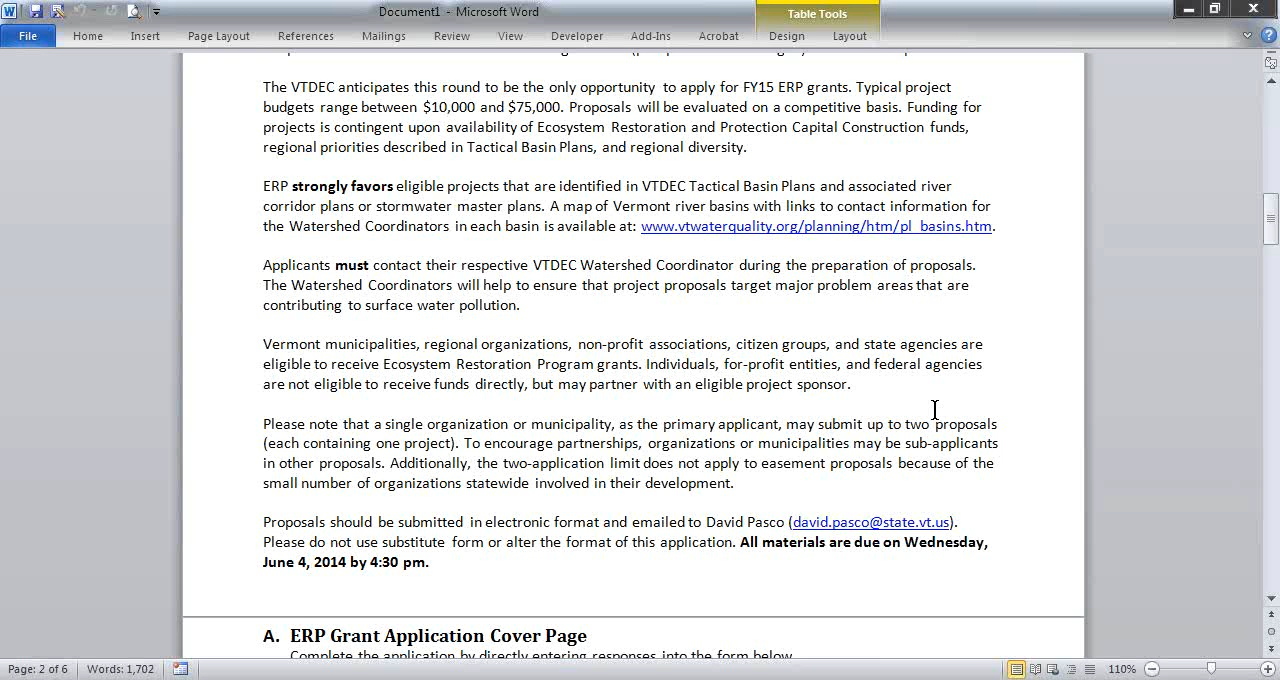 Document1 - Microsoft Word
Table Tools
File Home Insert Page Layout References Mailings Review View Developer Add-Ins Acrobat Design Layout
The VTDEC anticipates this round to be the only opportunity to apply for FY15 ERP grants. Typical project
budgets range between $10,000 and $75,000. Proposals will be evaluated on a competitive basis. Funding for
projects is contingent upon availability of Ecosystem Restoration and Protection Capital Construction funds,
regional priorities described in Tactical Basin Plans, and regional diversity.
ERP strongly favors eligible projects that are identified in VTDEC Tactical Basin Plans and associated river
corridor plans or stormwater master plans. A map of Vermont river basins with links to contact information for
the Watershed Coordinators in each basin is available at: www.vtwaterquality.org/planning/htm/pl_basins.htm.
Applicants must contact their respective VTDEC Watershed Coordinator during the preparation of proposals.
The Watershed Coordinators will help to ensure that project proposals target major problem areas that are
contributing to surface water pollution.
Vermont municipalities, regional organizations, non-profit associations, citizen groups, and state agencies are
eligible to receive Ecosystem Restoration Program grants. Individuals, for-profit entities, and federal agencies
are not eligible to receive funds directly, but may partner with an eligible project sponsor.
Please note that a single organization or municipality, as the primary applicant, may submit up to two proposals
(each containing one project). To encourage partnerships, organizations or municipalities may be sub-applicants
in other proposals. Additionally, the two-application limit does not apply to easement proposals because of the
small number of organizations statewide involved in their development.
Proposals should be submitted in electronic format and emailed to David Pasco (david.pasco@state.vt.us).
Please do not use substitute form or alter the format of this application. All materials are due on Wednesday,
June 4, 2014 by 4:30 pm.
A. ERP Grant Application Cover Page
Complete the application by directly entering responses into the form below
Page: 2 of 6 Words: 1,702 110%